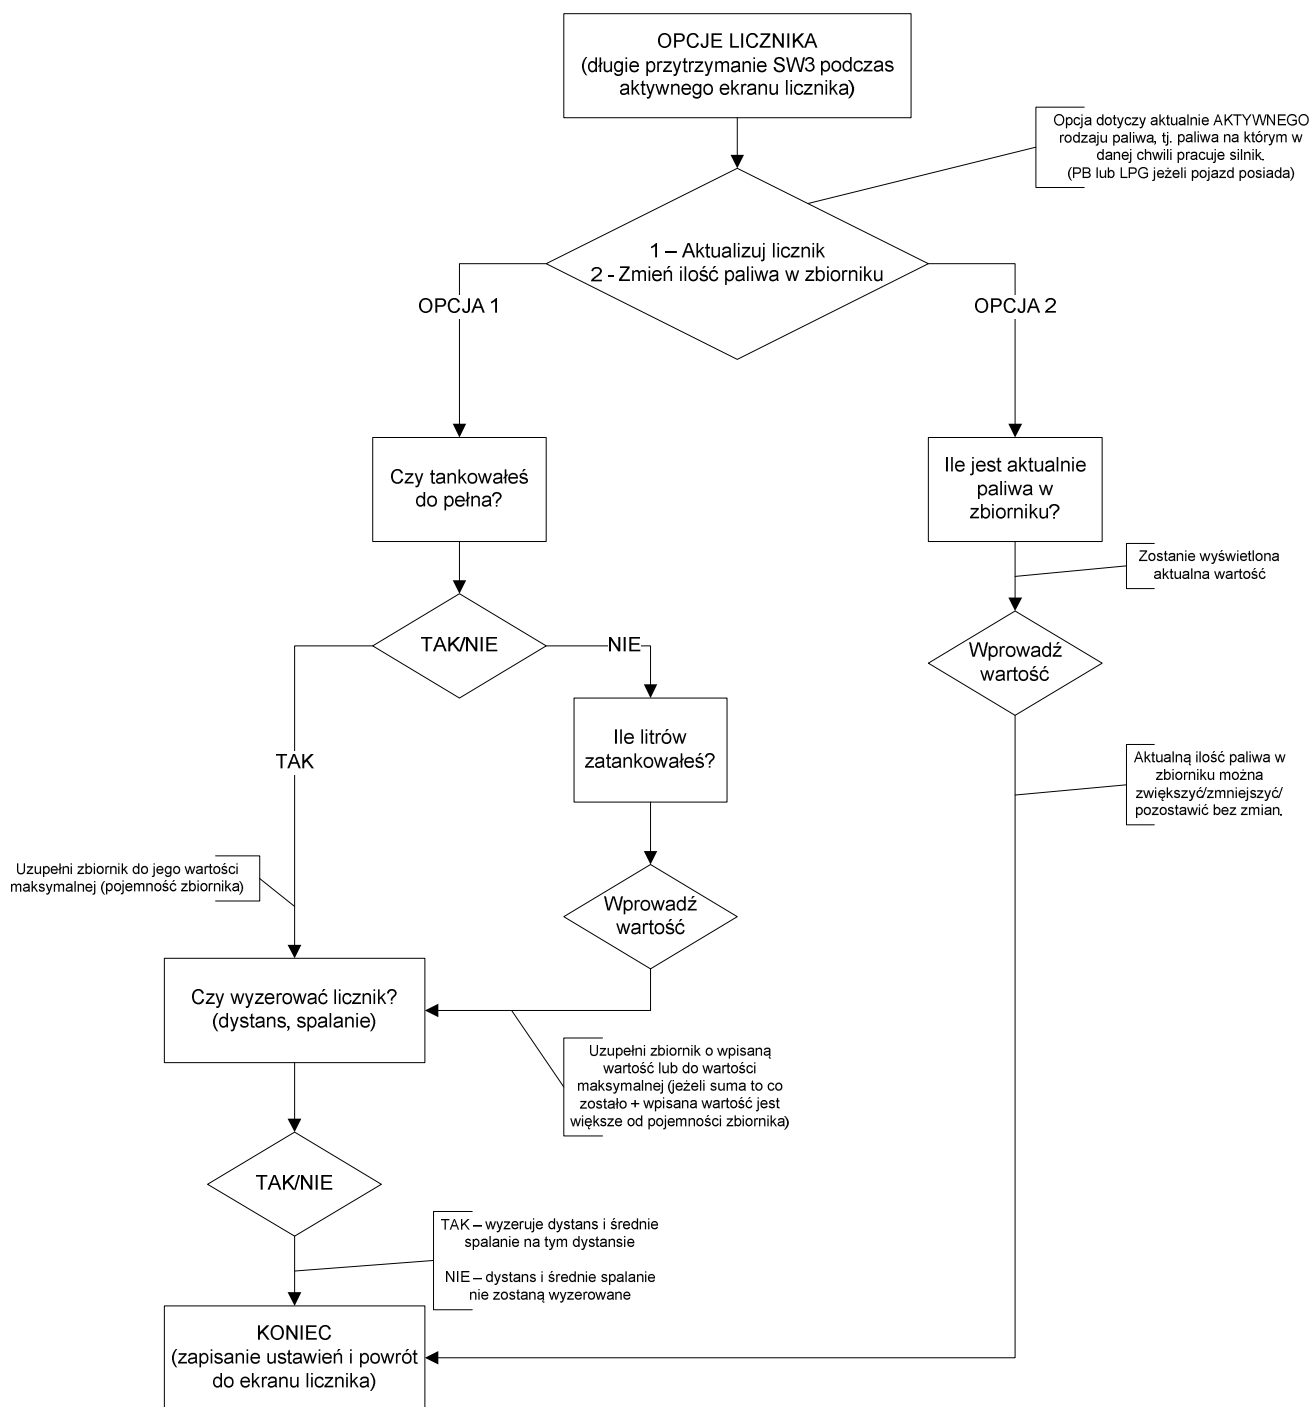 OPCJE LICZNIKA
(długie przytrzymanie SW3 podczas
aktywnego ekranu licznika)
Opcja dotyczy aktualnie AKTYWNEGO
rodzaju paliwa, tj. paliwa na którym w
danej chwili pracuje silnik.
(PB lub LPG jeżeli pojazd posiada)
1 – Aktualizuj licznik
2 - Zmień ilość paliwa w zbiorniku
OPCJA 1
OPCJA 2
Czy tankowałeś
do pełna?
Ile jest aktualnie
paliwa w
zbiorniku?
Zostanie wyświetlona
aktualna wartość
TAK/NIE
NIE
Wprowadź
wartość
Ile litrów
zatankowałeś?
TAK
Aktualną ilość paliwa w
zbiorniku można
zwiększyć/zmniejszyć/
pozostawić bez zmian.
Uzupełni zbiornik do jego wartości
maksymalnej (pojemność zbiornika)
Wprowadź
wartość
Czy wyzerować licznik?
(dystans, spalanie)
Uzupełni zbiornik o wpisaną
wartość lub do wartości
maksymalnej (jeżeli suma to co
zostało + wpisana wartość jest
większe od pojemności zbiornika)
TAK/NIE
TAK – wyzeruje dystans i średnie
spalanie na tym dystansie
NIE – dystans i średnie spalanie
nie zostaną wyzerowane
KONIEC
(zapisanie ustawień i powrót
do ekranu licznika)